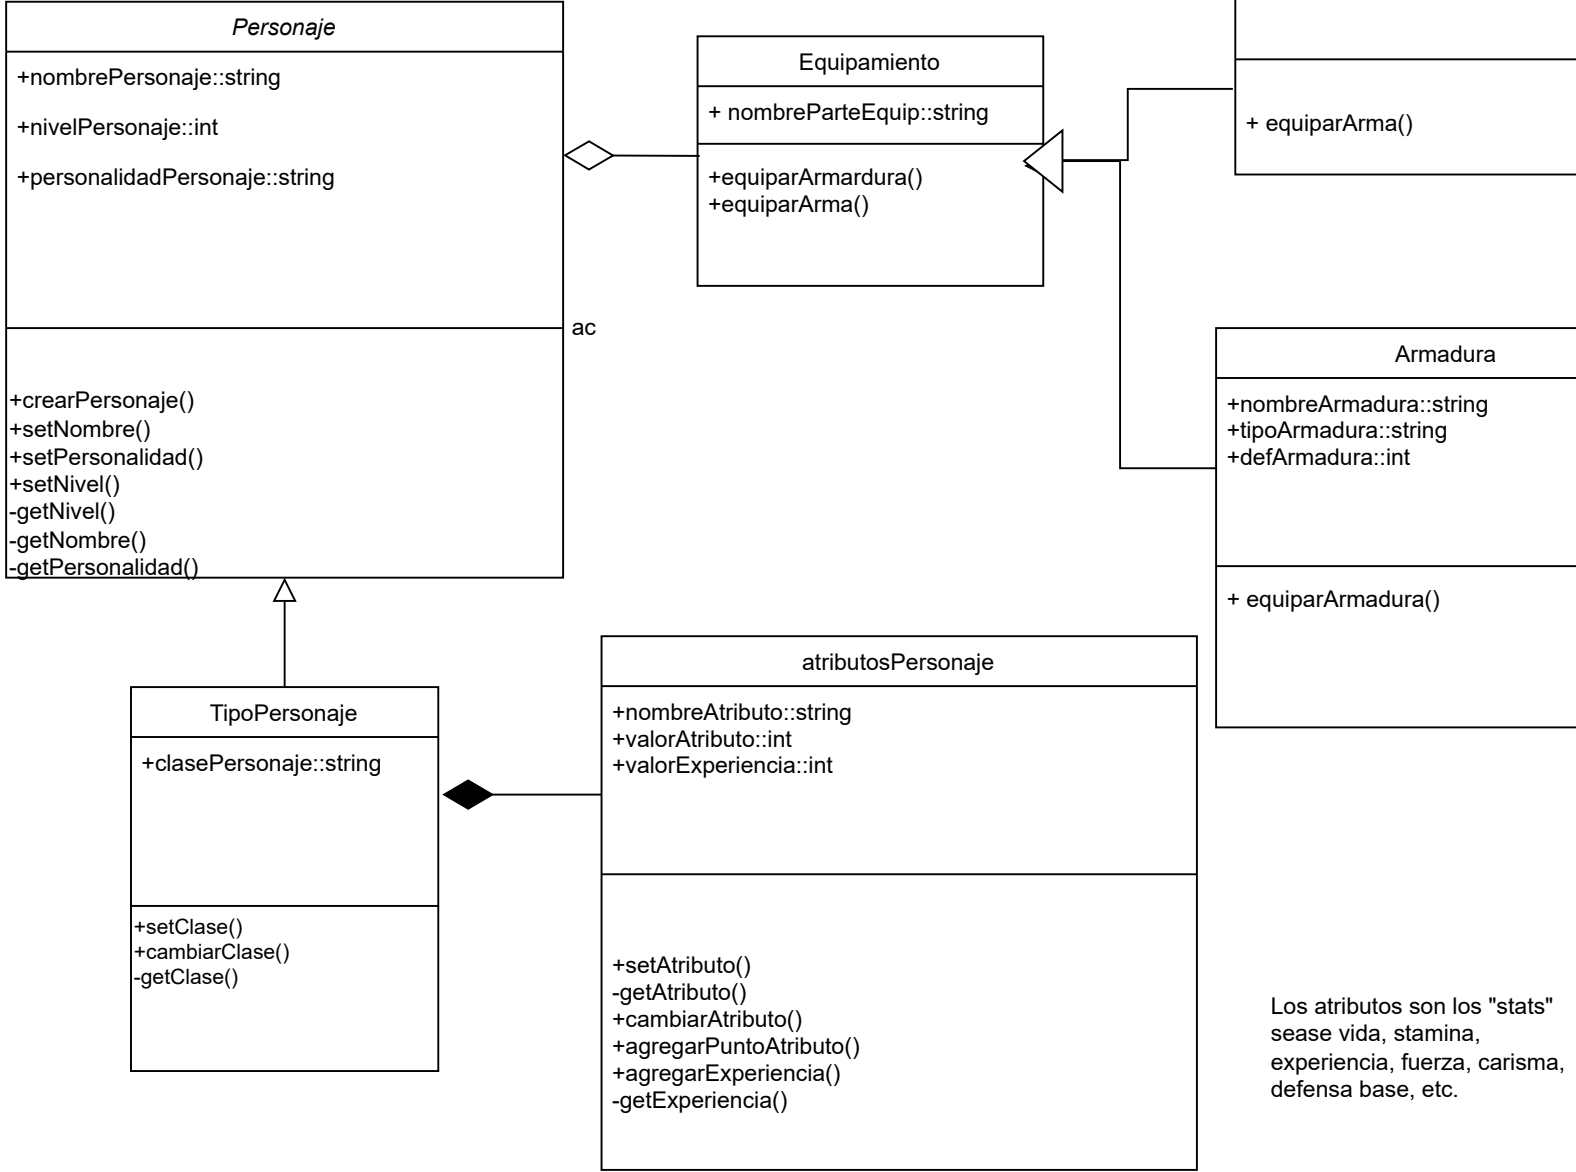 Personaje
+nombrePersonaje::string
+nivelPersonaje::int
+personalidadPersonaje::string
ac
+crearPersonaje()
+setNombre()
+setPersonalidad()
+setNivel()
-getNivel()
-getNombre()
-getPersonalidad()
Equipamiento
+ nombreParteEquip::string
+equiparArmardura()
+equiparArma()
+ equiparArma()
Armadura
+nombreArmadura::string
+tipoArmadura::string
+defArmadura::int
+ equiparArmadura()
TipoPersonaje
+clasePersonaje::string
+setClase()
+cambiarClase()
-getClase()
atributosPersonaje
+nombreAtributo::string
+valorAtributo::int
+valorExperiencia::int
+setAtributo()
-getAtributo()
+cambiarAtributo()
+agregarPuntoAtributo()
+agregarExperiencia()
-getExperiencia()
Los atributos son los "stats"
sease vida, stamina,
experiencia, fuerza, carisma,
defensa base, etc.